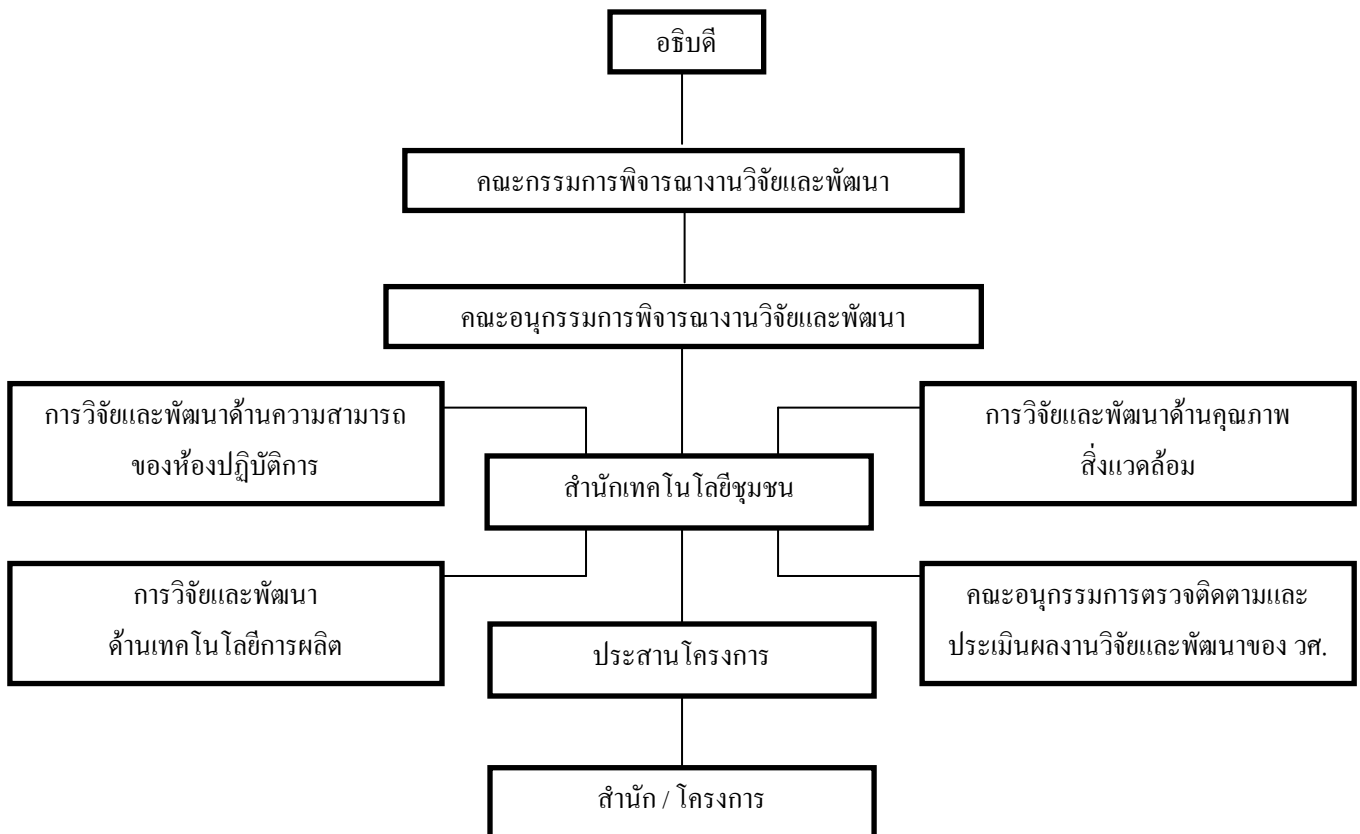 อธิบดี
คณะกรรมการพิจารณางานวิจัยและพัฒนา
คณะอนุกรรมการพิจารณางานวิจัยและพัฒนา
การวิจัยและพัฒนาด้านความสามารถ
ของห้องปฏิบัติการ
การวิจัยและพัฒนาด้านคุณภาพ
สิ่งแวดล้อม
สำนักเทคโนโลยีชุมชน
การวิจัยและพัฒนา
ด้านเทคโนโลยีการผลิต
คณะอนุกรรมการตรวจติดตามและ
ประเมินผลงานวิจัยและพัฒนาของ วศ.
ประสานโครงการ
สำนัก / โครงการ